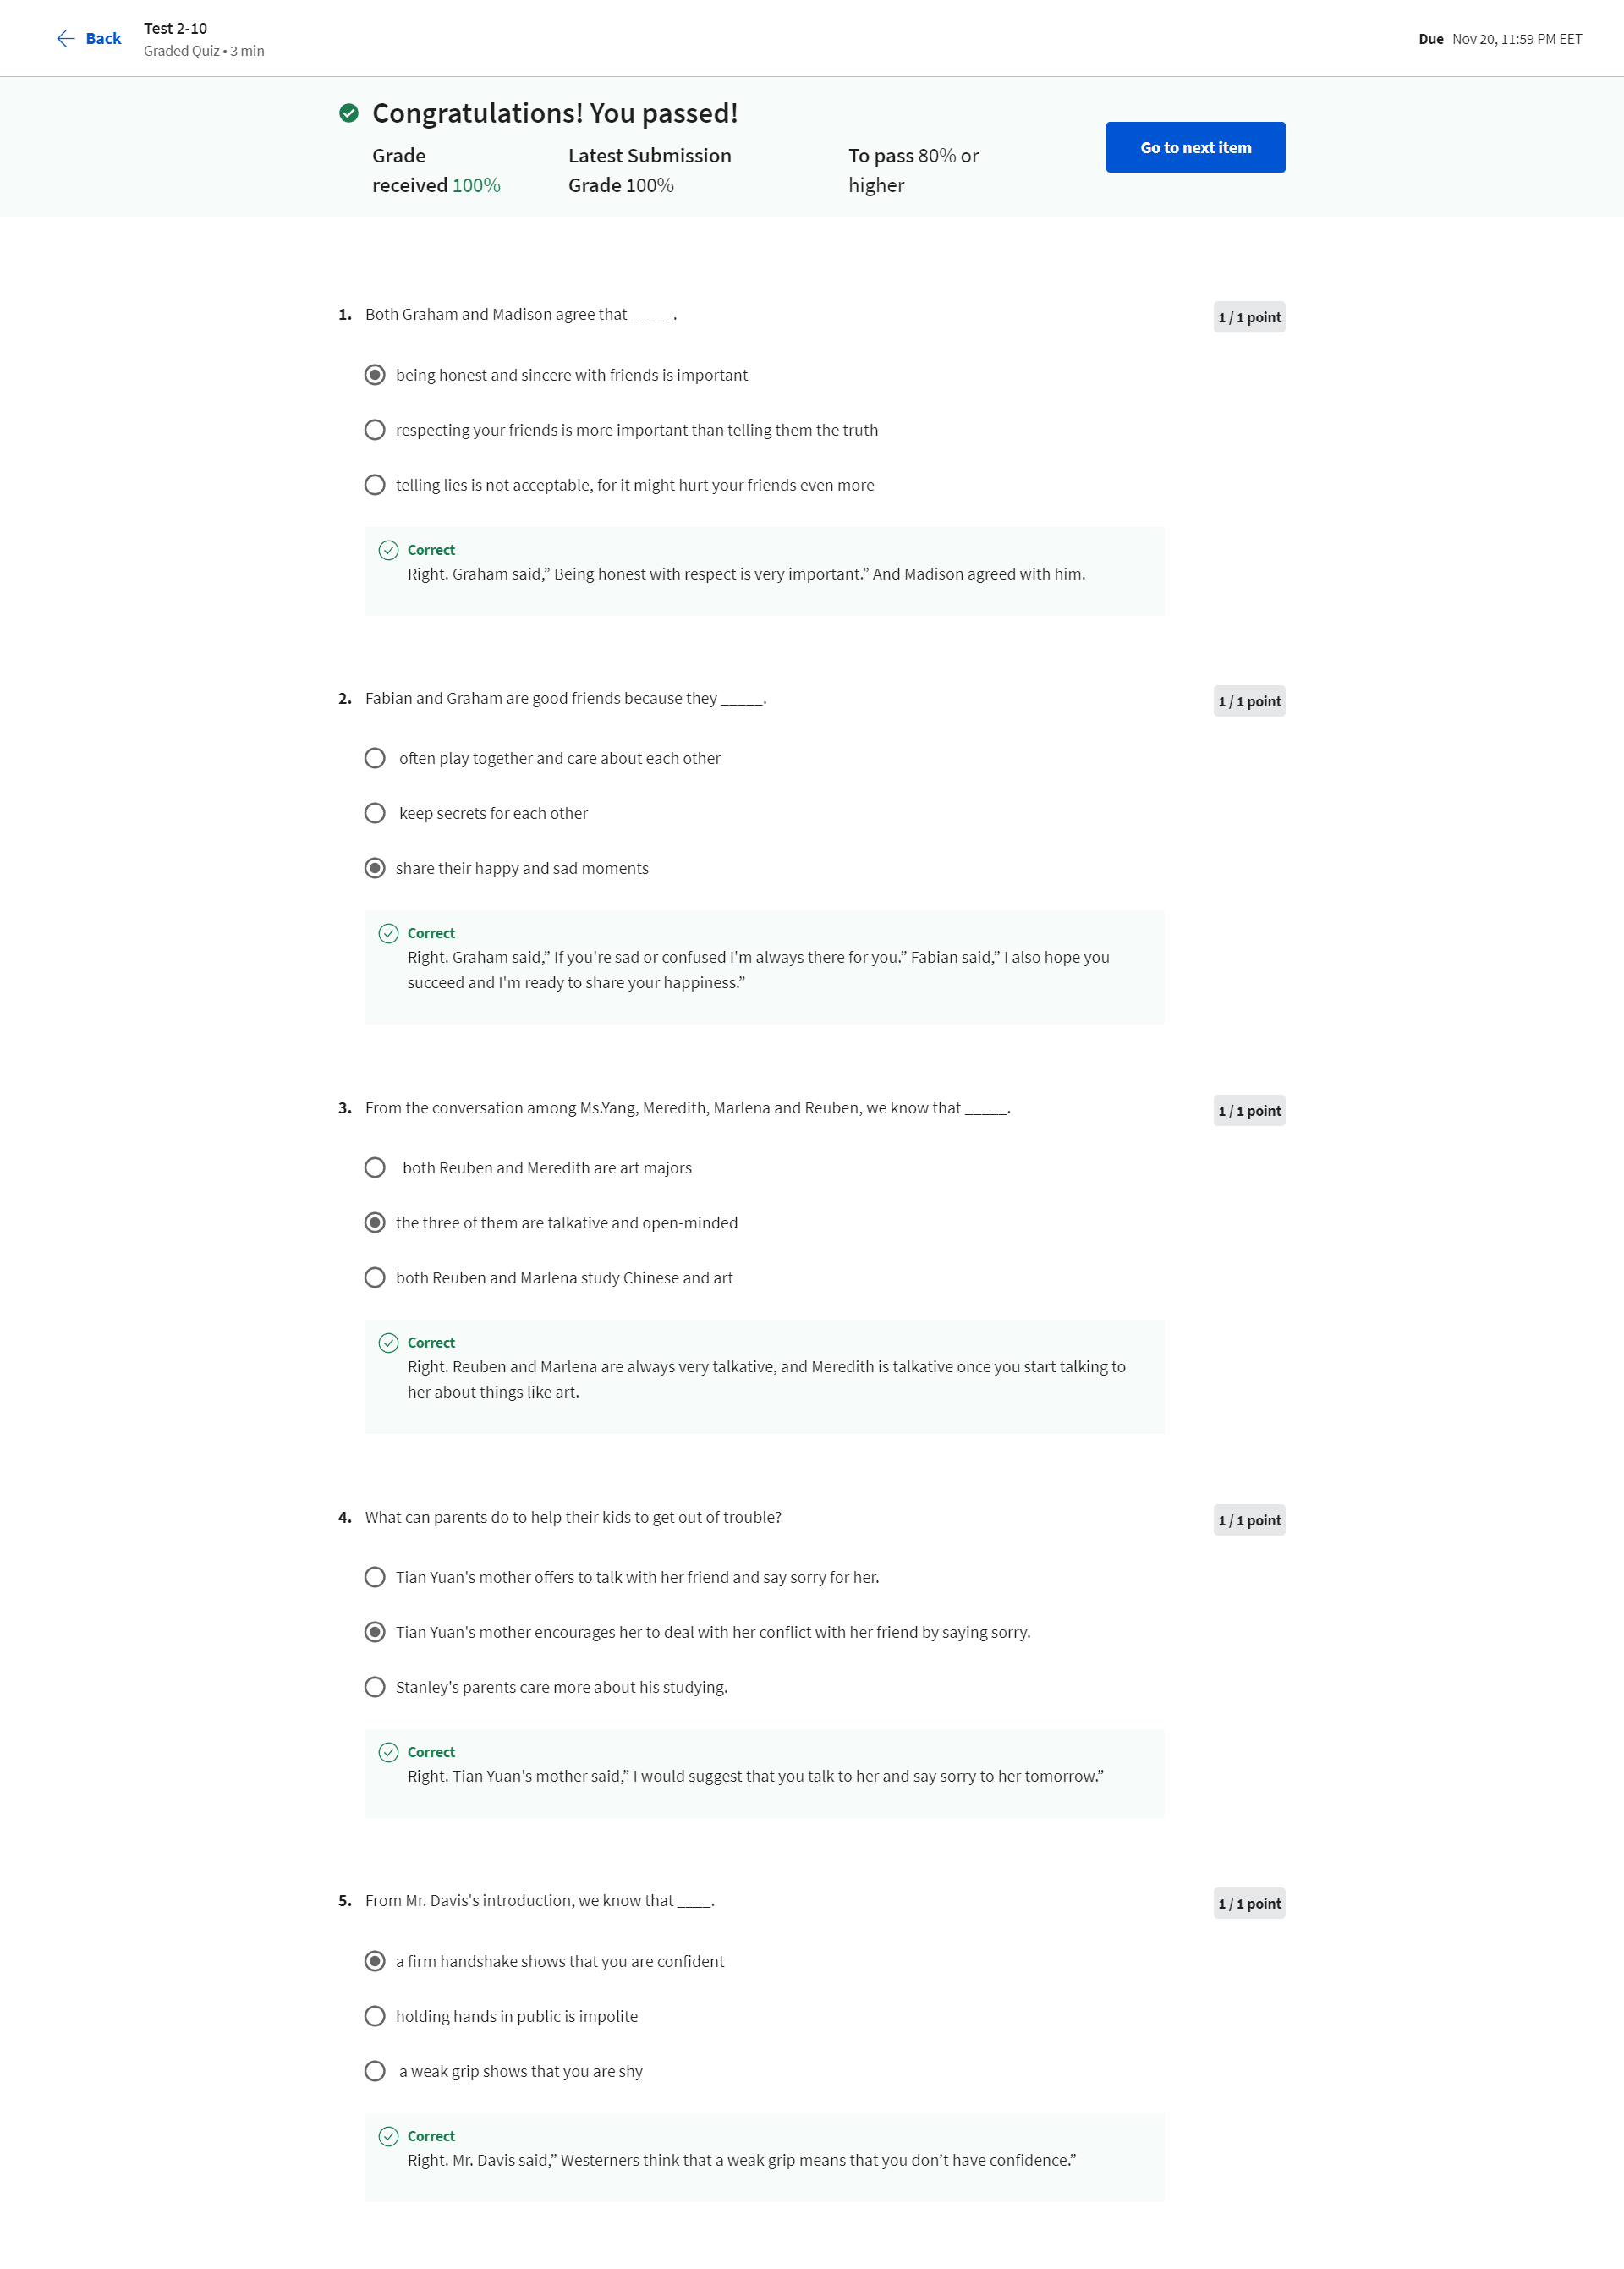 Back
Test 2-10
Graded Quiz • 3 min
Due Nov 20, 11:59 PM EET
Congratulations! You passed!
Grade received 100%
Latest Submission Grade 100%
To pass 80% or higher
Go to next item
1. Both Graham and Madison agree that _____.
1 / 1 point
being honest and sincere with friends is important
respecting your friends is more important than telling them the truth
telling lies is not acceptable, for it might hurt your friends even more
Correct
Right. Graham said,” Being honest with respect is very important.” And Madison agreed with him.
2. Fabian and Graham are good friends because they _____.
1 / 1 point
often play together and care about each other
keep secrets for each other
share their happy and sad moments
Correct
Right. Graham said,” If you're sad or confused I'm always there for you.” Fabian said,” I also hope you
succeed and I'm ready to share your happiness.”
3. From the conversation among Ms.Yang, Meredith, Marlena and Reuben, we know that _____.
1 / 1 point
both Reuben and Meredith are art majors
the three of them are talkative and open-minded
both Reuben and Marlena study Chinese and art
Correct
Right. Reuben and Marlena are always very talkative, and Meredith is talkative once you start talking to
her about things like art.
4. What can parents do to help their kids to get out of trouble?
1 / 1 point
Tian Yuan's mother offers to talk with her friend and say sorry for her.
Tian Yuan's mother encourages her to deal with her conflict with her friend by saying sorry.
Stanley's parents care more about his studying.
Correct
Right. Tian Yuan's mother said,” I would suggest that you talk to her and say sorry to her tomorrow.”
5. From Mr. Davis's introduction, we know that ____.
1 / 1 point
a firm handshake shows that you are confident
holding hands in public is impolite
a weak grip shows that you are shy
Correct
Right. Mr. Davis said,” Westerners think that a weak grip means that you don’t have confidence.”